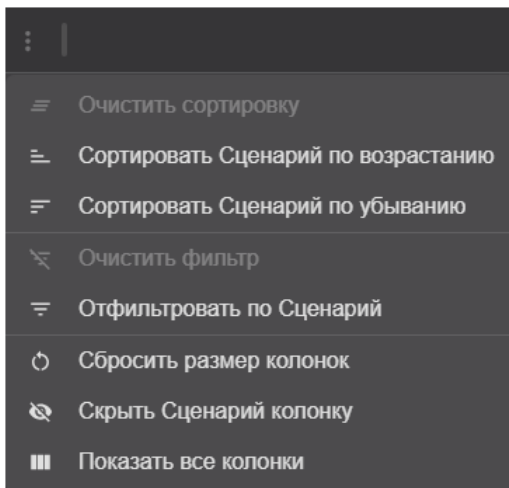 Очистить сортировку
Сортировать Сценарий по возрастанию
Сортировать Сценарий по убыванию
Очистить фильтр
Отфильтровать по Сценарий
Сбросить размер колонок
Скрыть Сценарий колонку
Показать все колонки